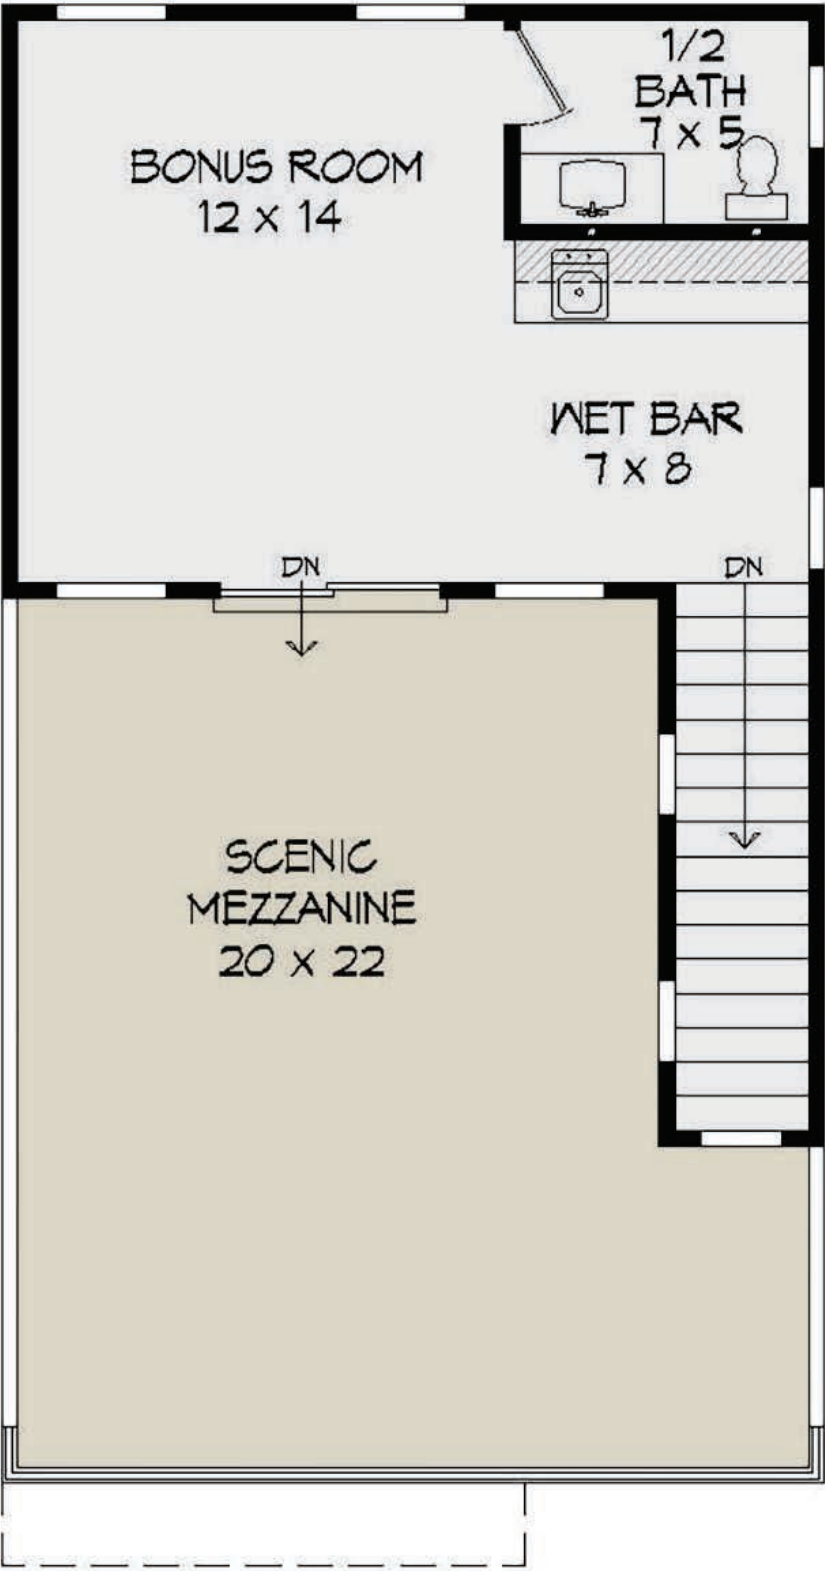 1/2
BATH
7 X 5
BONUS ROOM
12 X 14
WET BAR
7 X 8
DN
DN
SCENIC
MEZZANINE
20 X 22